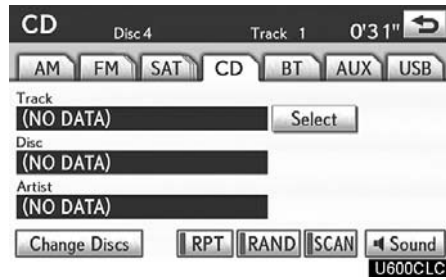 CD Disc 4 Track 1 0'31"
AM FM SAT CD BT AUX USB
Track
(NO DATA) Select
Disc
(NO DATA)
Artist
(NO DATA)
Change Discs RPT RAND SCAN Sound
U600CLC